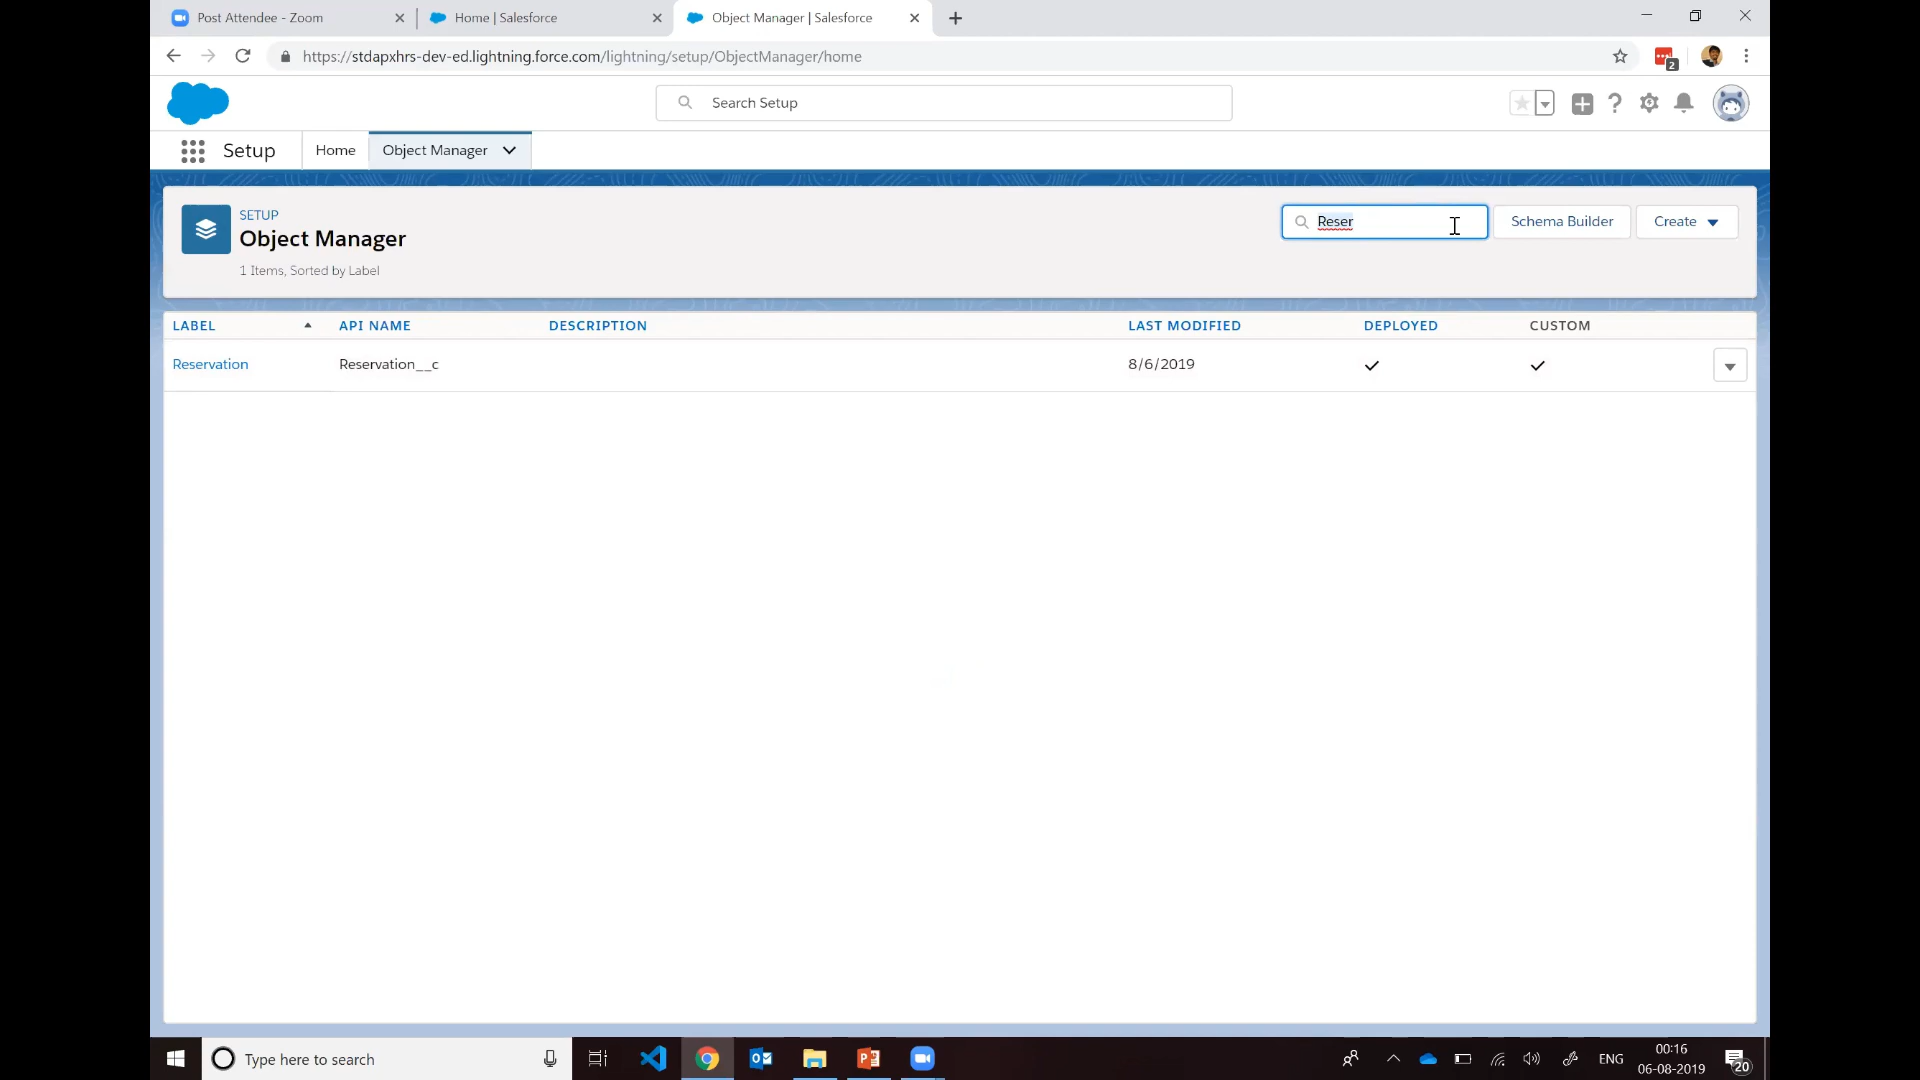 Post Attendee - Zoom
Home | Salesforce
Object Manager | Salesforce
https://stdapxhrs-dev-ed.lightning.force.com/lightning/setup/ObjectManager/home
2
Search Setup
Setup
Home
Object Manager
SETUP
Object Manager
1 Items, Sorted by Label
Reser
Schema Builder
Create
LABEL
API NAME
DESCRIPTION
LAST MODIFIED
DEPLOYED
CUSTOM
Reservation
Reservation__c
8/6/2019
Type here to search
ENG
00:16
06-08-2019
20